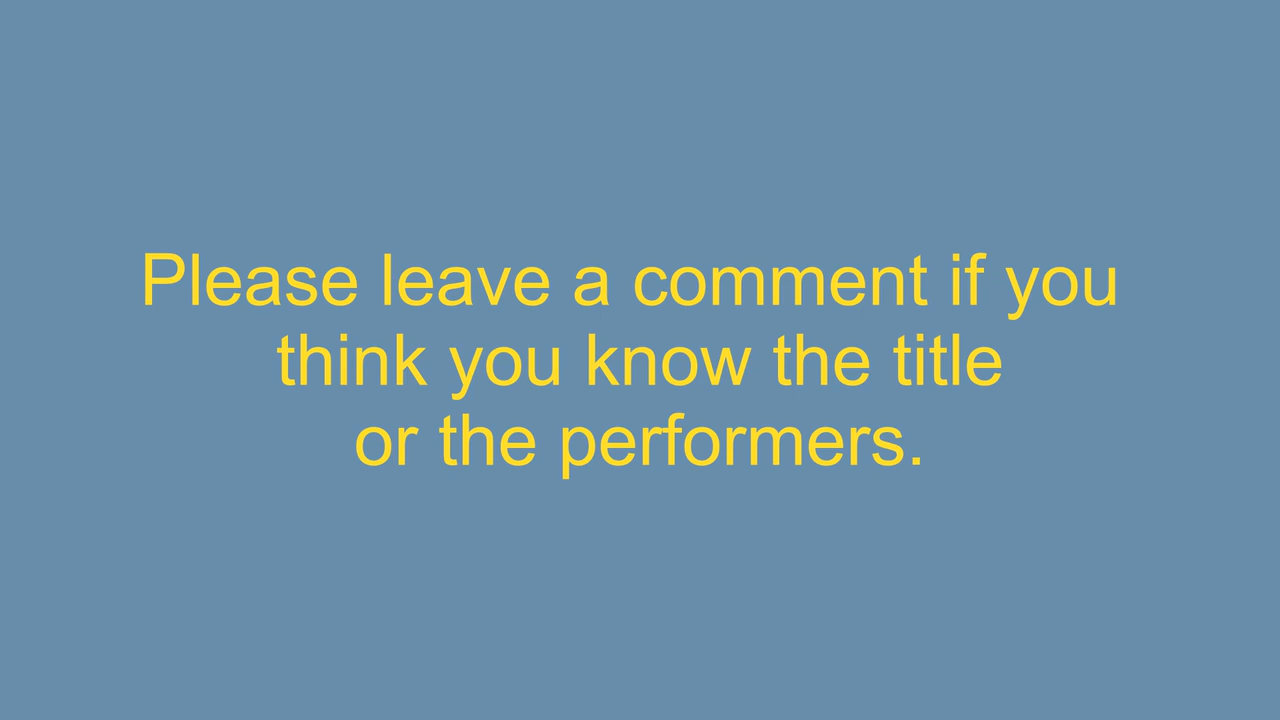 Please leave a comment if you
think you know the title
or the performers.